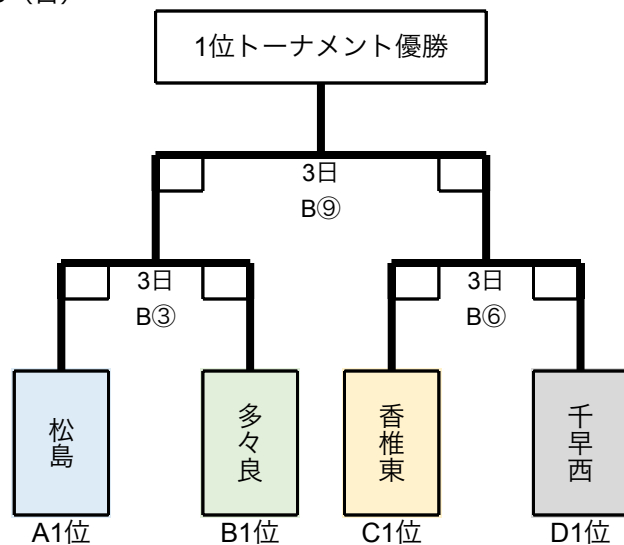 1位トーナメント優勝
3日
B⑨
3日
B③
3日
B⑥
松島
多々良
香椎東
千早西
A1位
B1位
C1位
D1位